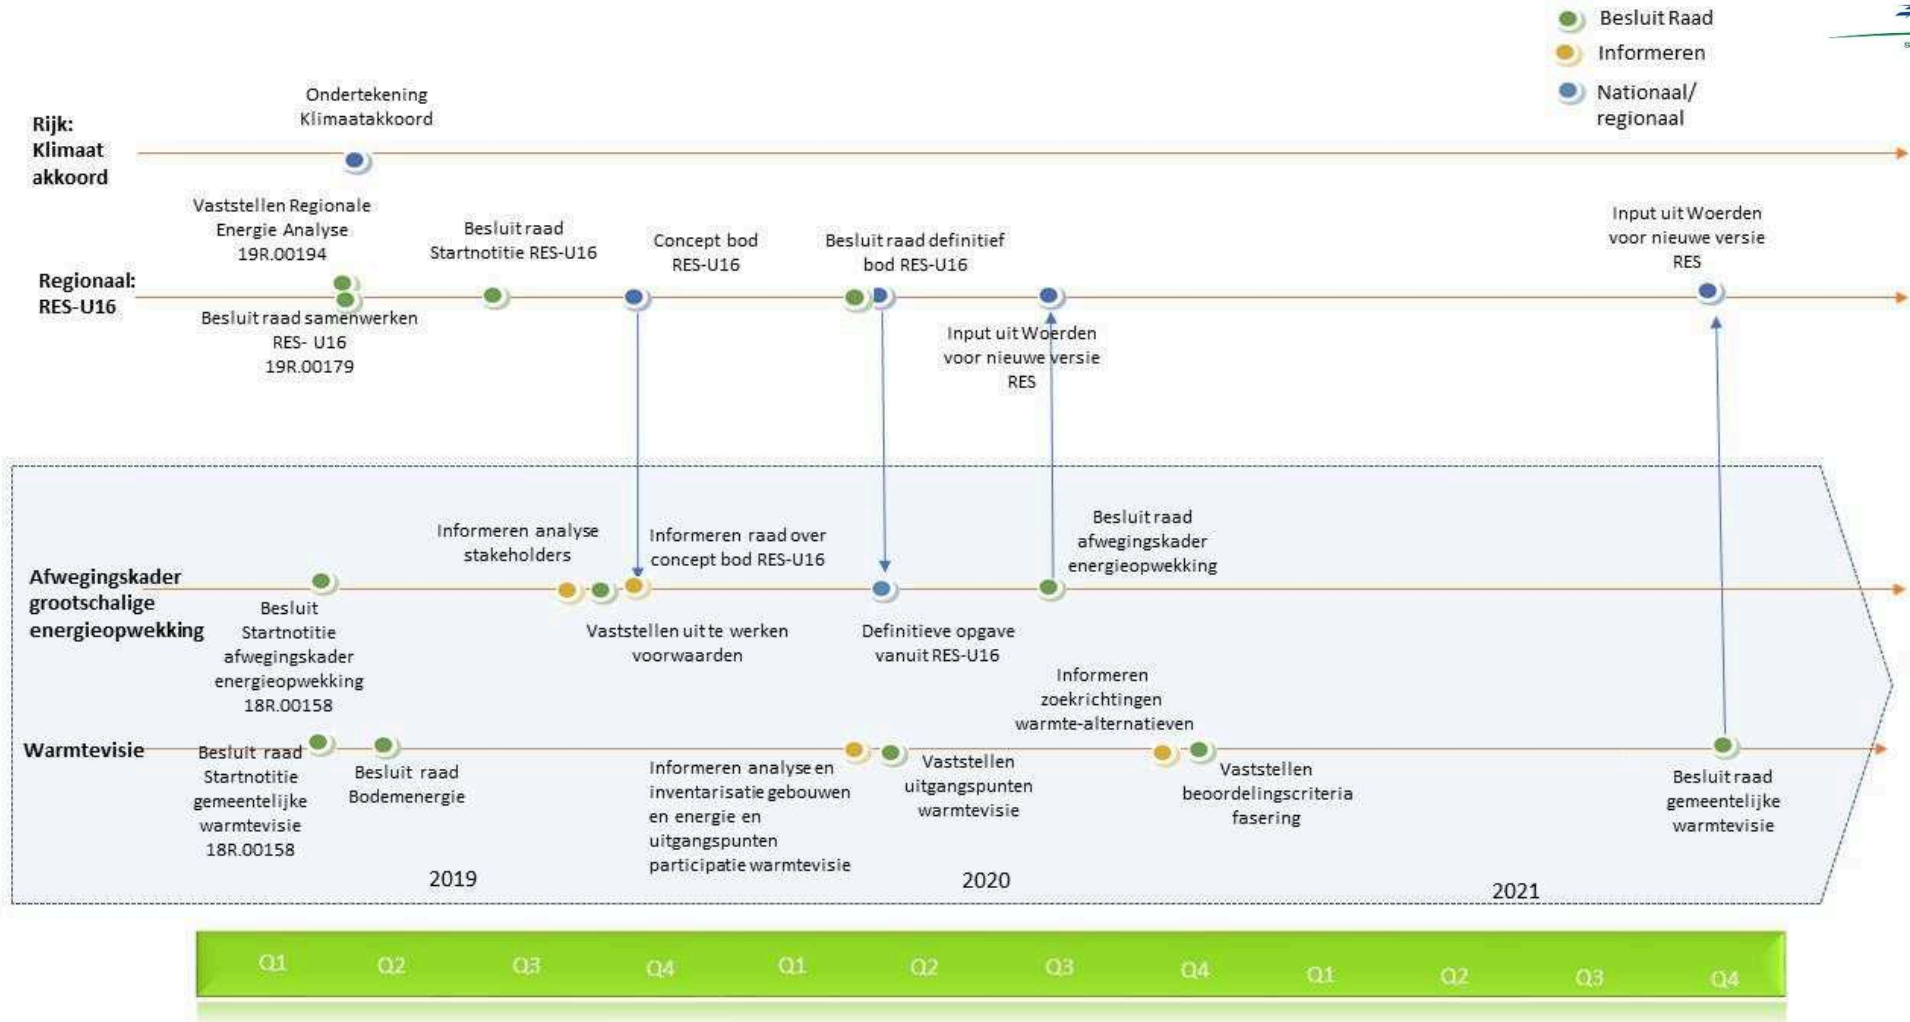 Besluit Raad
Informeren
Nationaal/
regionaal
Rijk:
Klimaat
akkoord
Ondertekening
Klimaatakkoord
Regionaal:
RES-U16
Vaststellen Regionale
Energie Analyse
19R.00194
Besluit raad samenwerken
RES- U16
19R.00179
Besluit raad
Startnotitie RES-U16
Concept bod
RES-U16
Besluit raad definitief
bod RES-U16
Input uit Woerden
voor nieuwe versie
RES
Input uit Woerden
voor nieuwe versie
RES
Afwegingskader
grootschalige
energieopwekking
Besluit
Startnotitie
afwegingskader
energieopwekking
18R.00158
Informeren analyse
stakeholders
Informeren raad over
concept bod RES-U16
Vaststellen uit te werken
voorwaarden
Definitieve opgave
vanuit RES-U16
Besluit raad
afwegingskader
energieopwekking
Warmtevisie
Besluit raad
Startnotitie
gemeentelijke
warmtevisie
18R.00158
Besluit raad
Bodemenergie
Informeren analyse en
inventarisatie gebouwen
en energie en
uitgangspunten
participatie warmtevisie
Vaststellen
uitgangspunten
warmtevisie
Informeren
zoekrichtingen
warmte-alternatieven
Vaststellen
beoordelingscriteria
fasering
Besluit raad
gemeentelijke
warmtevisie
2019
2020
2021
Q1 Q2 Q3 Q4 Q1 Q2 Q3 Q4 Q1 Q2 Q3 Q4